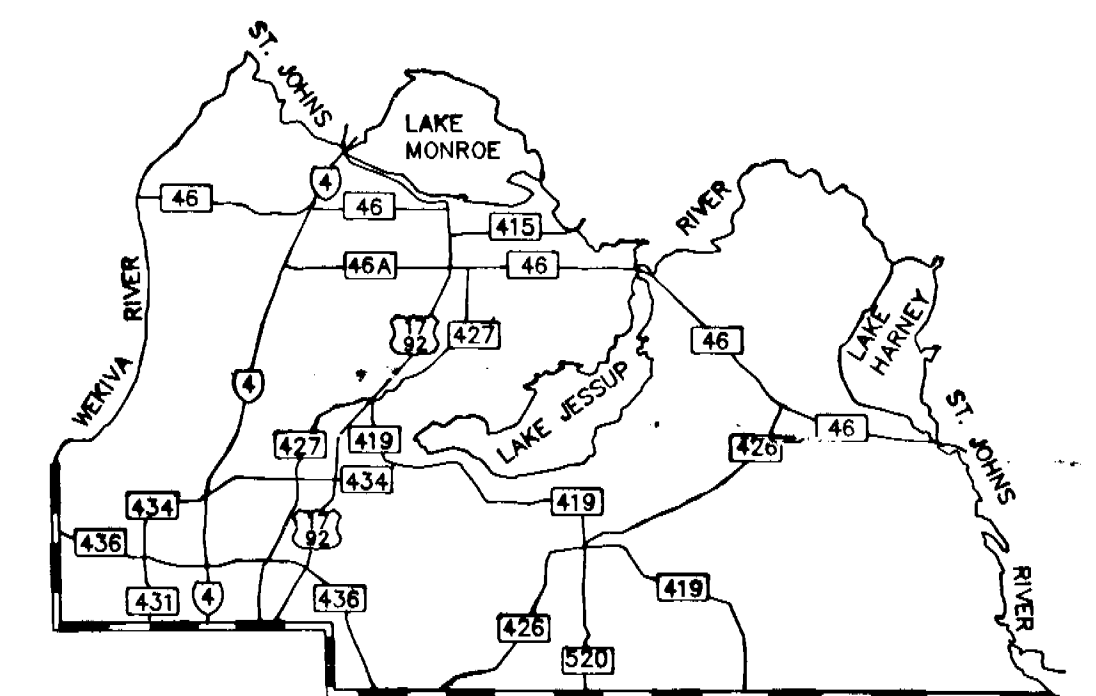 ST. JOHNS
LAKE
MONROE
4
46
46
RIVER
415
46A
46
RIVER
17
92
427
46
LAKE
HARNEY
4
WEKIVA
LAKE JESSUP
ST. JOHNS
427
419
426
46
434
434
419
17
92
436
431
4
436
419
RIVER
426
520